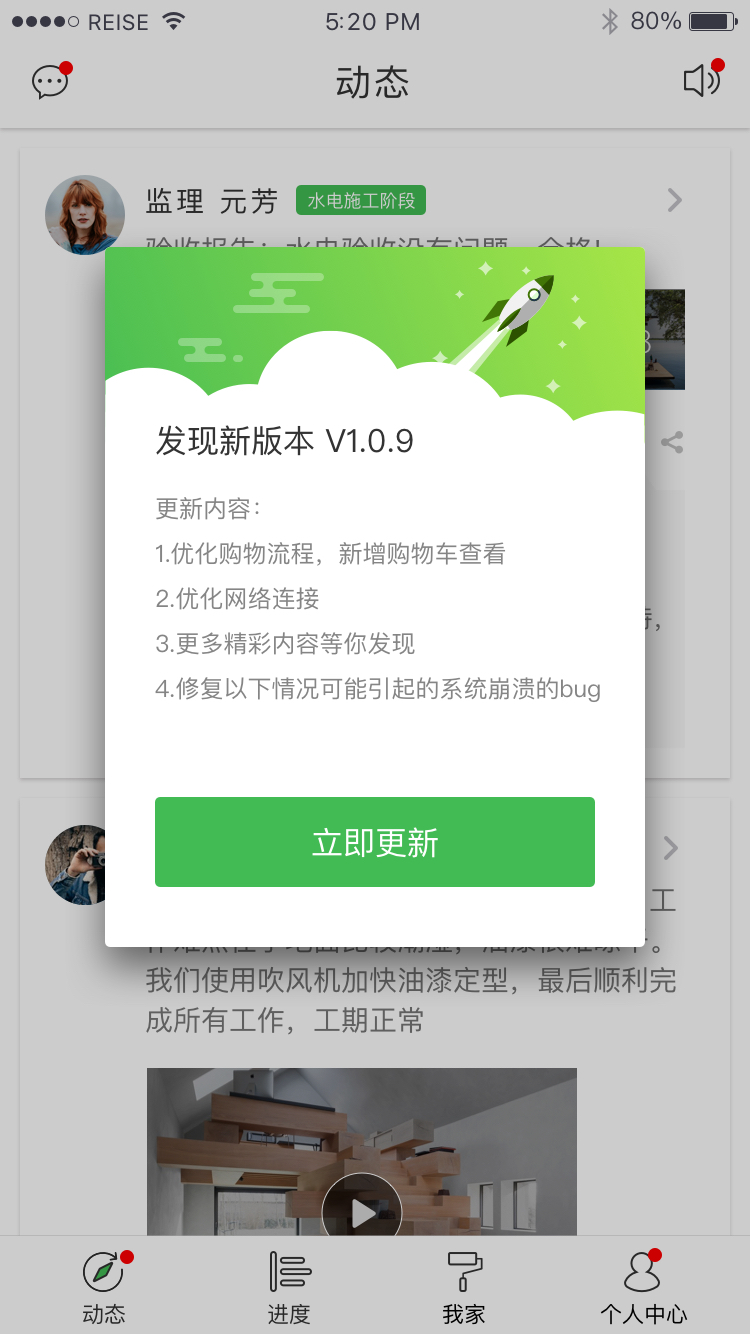 REISE 5:20 PM 80%
动态
监理 元芳 水电施工阶段
验收报告：水电验收没有问题，合格!
发现新版本 V1.0.9
更新内容：
1.优化购物流程，新增购物车查看
2.优化网络连接
3.更多精彩内容等你发现
4.修复以下情况可能引起的系统崩溃的bug
立即更新
工
我们使用吹风机加快油漆定型，最后顺利完
成所有工作，工期正常
动态 进度 我家 个人中心